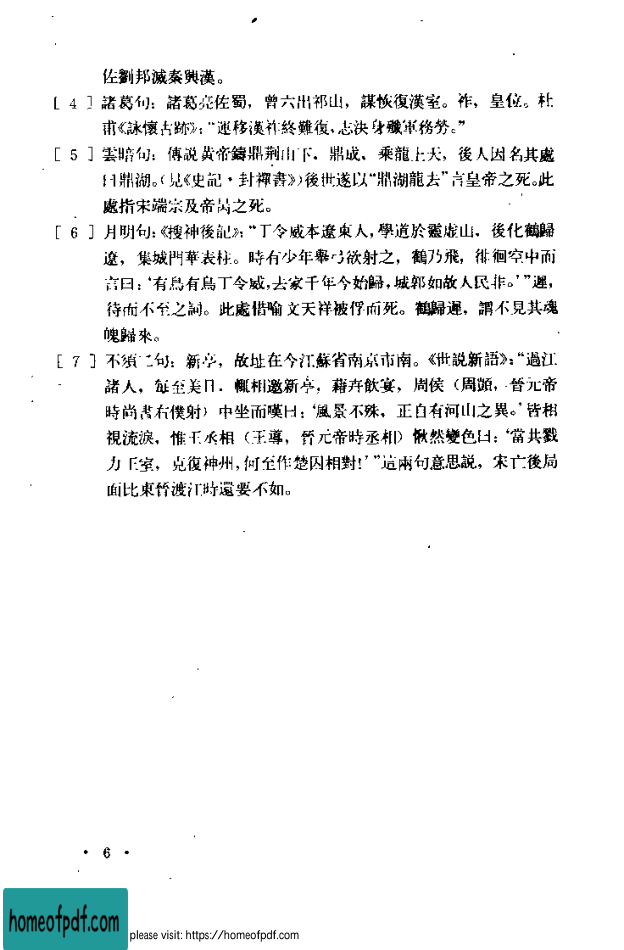 佐劉邦滅秦興漢。
［4］諸葛句：諸葛亮佐蜀，曾六出祁山，謀恢復漢室。祚，皇位。杜
甫《詠懷古跡》：“運移漢祚終難復，志決身殲軍務勞。”
［5］雲暗句：傳説黃帝鑄鼎荆山下．鼎成，乘龍上天，後人因名其處
曰鼎湖。（見《史記·封禪書》）後世遂以“鼎湖龍去”言皇帝之死。此
處指宋端宗及帝昺之死。
［6］月明句：《搜神後記》：“丁令威本遼東人，學道於靈虛山，後化鶴歸
遼，集城門華表柱。時有少年舉弓欲射之，鶴乃飛，徘徊空中而
言曰：‘有鳥有鳥丁令威，去家千年今始歸，城郭如故人民非。’”遲，
待而不至之詞。此處借喻文天祥被俘而死。鶴歸遲，謂不見其魂
魄歸來。
［7］不須二句：新亭，故址在今江蘇省南京市南。《世説新語》：“過江
諸人，每至美日．輒相邀新亭，藉卉飲宴，周侯（周顗，晉元帝
時尚書右僕射）中坐而嘆曰：‘風景不殊，正自有河山之異。’皆相
視流淚，惟王丞相（王導，晉元帝時丞相）愀然變色曰：‘當共戮
力王室，克復神州，何至作楚囚相對！’”這兩句意思説，宋亡後局
面比東晉渡江時還要不如。
· 6 ·
homeofpdf.com
please visit: https://homeofpdf.com